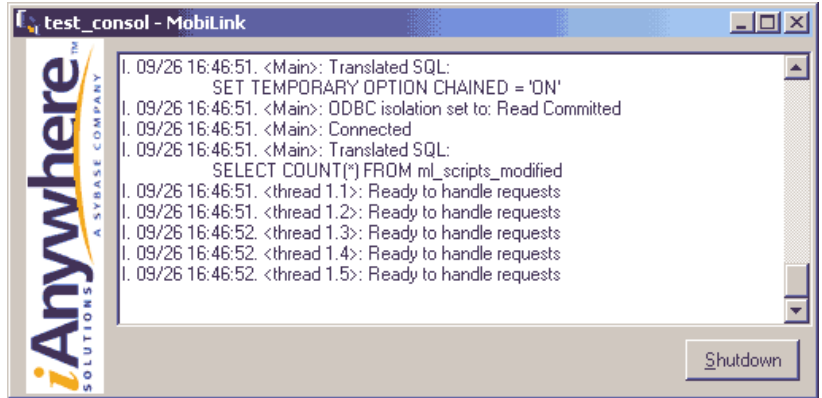 test_consol - MobiLink
iAnywhere™
SOLUTIONS
A SYBASE COMPANY
I. 09/26 16:46:51. <Main>: Translated SQL:
SET TEMPORARY OPTION CHAINED = 'ON'
I. 09/26 16:46:51. <Main>: ODBC isolation set to: Read Committed
I. 09/26 16:46:51. <Main>: Connected
I. 09/26 16:46:51. <Main>: Translated SQL:
SELECT COUNT(*) FROM ml_scripts_modified
I. 09/26 16:46:51. <thread 1.1>: Ready to handle requests
I. 09/26 16:46:51. <thread 1.2>: Ready to handle requests
I. 09/26 16:46:52. <thread 1.3>: Ready to handle requests
I. 09/26 16:46:52. <thread 1.4>: Ready to handle requests
I. 09/26 16:46:52. <thread 1.5>: Ready to handle requests
Shutdown